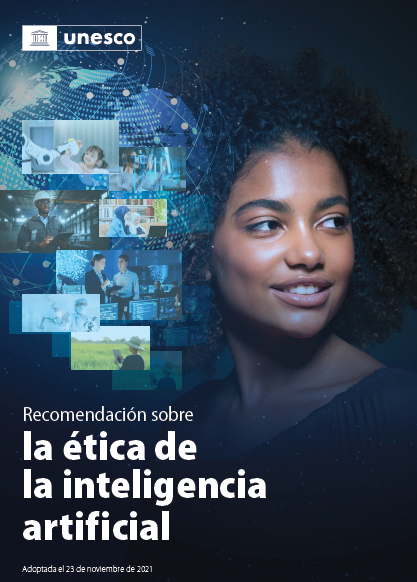 unesco
Recomendación sobre
la ética de
la inteligencia
artificial
Adoptada el 23 de noviembre de 2021